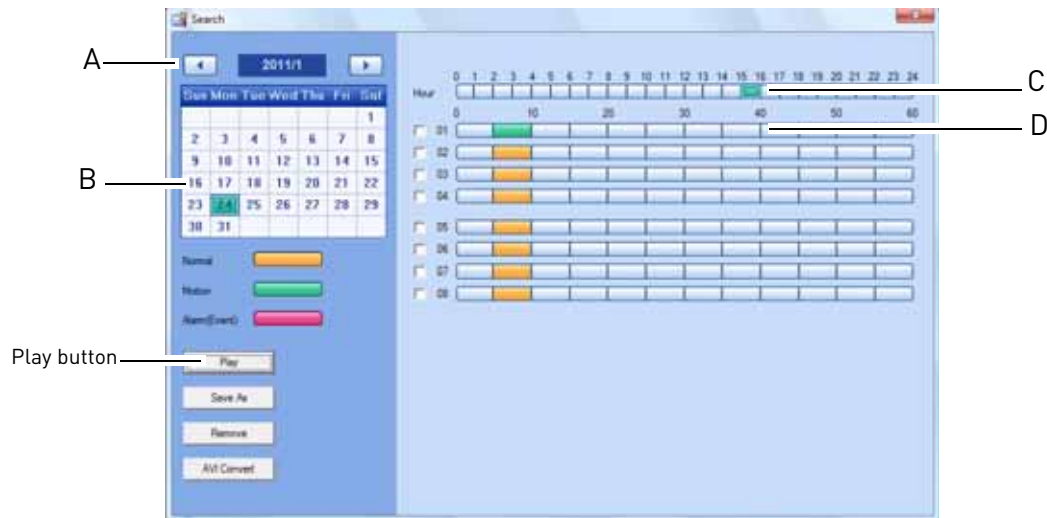 Search
A
2011/1
Sun Mon Tue Wed Thu Fri Sat
1
2 3 4 5 6 7 8
9 10 11 12 13 14 15
B
16 17 18 19 20 21 22
23 24 25 26 27 28 29
30 31
Normal
Motion
Alarm(Event)
Play button
Play
Save As
Remove
AVI Convert
0 1 2 3 4 5 6 7 8 9 10 11 12 13 14 15 16 17 18 19 20 21 22 23 24
Hour
C
0 10 20 30 40 50 60
01
D
02
03
04
05
06
07
08